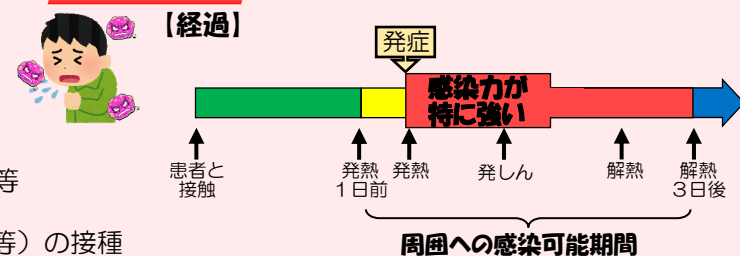 【経過】
発症
感染力が
特に強い
患者と
接触
発熱
1日前
発熱
発しん
解熱
解熱
3日後
等
等）の接種
周囲への感染可能期間